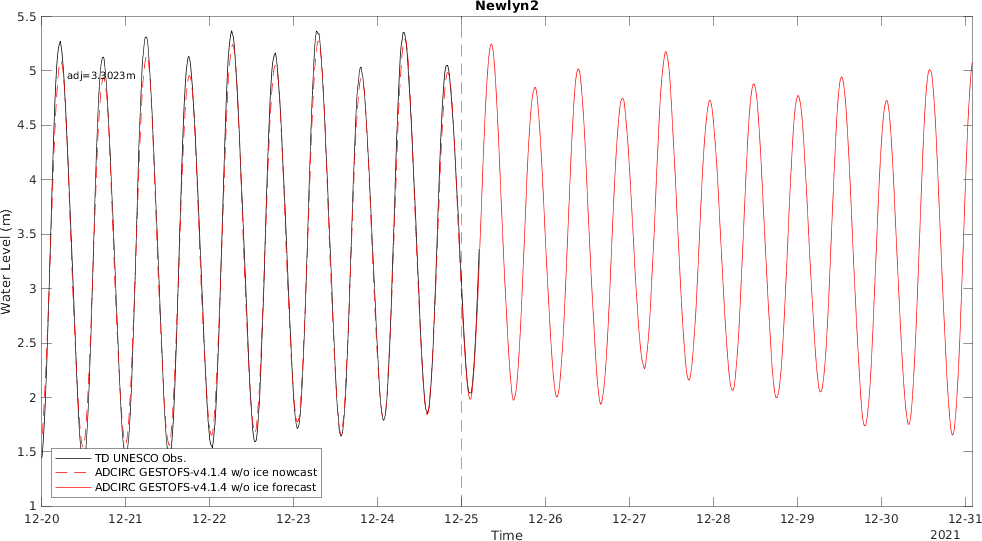 Newlyn2
5.5
5
4.5
4
3.5
3
2.5
2
1.5
1
Water Level (m)
adj=3.3023m
TD UNESCO Obs.
ADCIRC GESTOFS-v4.1.4 w/o ice nowcast
ADCIRC GESTOFS-v4.1.4 w/o ice forecast
12-20 12-21 12-22 12-23 12-24 12-25 12-26 12-27 12-28 12-29 12-30 12-31
Time
2021